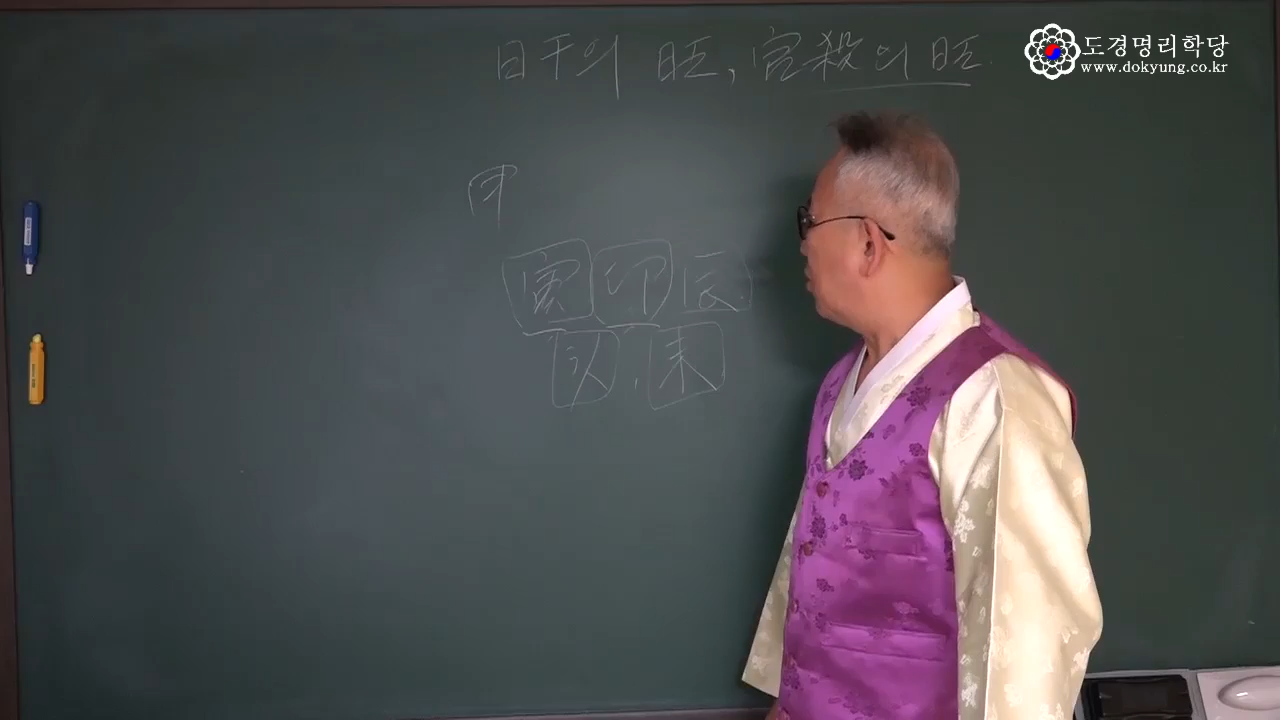 日干의 旺, 官殺의 旺.
도경명리학당
www.dokyung.co.kr
甲
寅 卯 辰
亥, 未